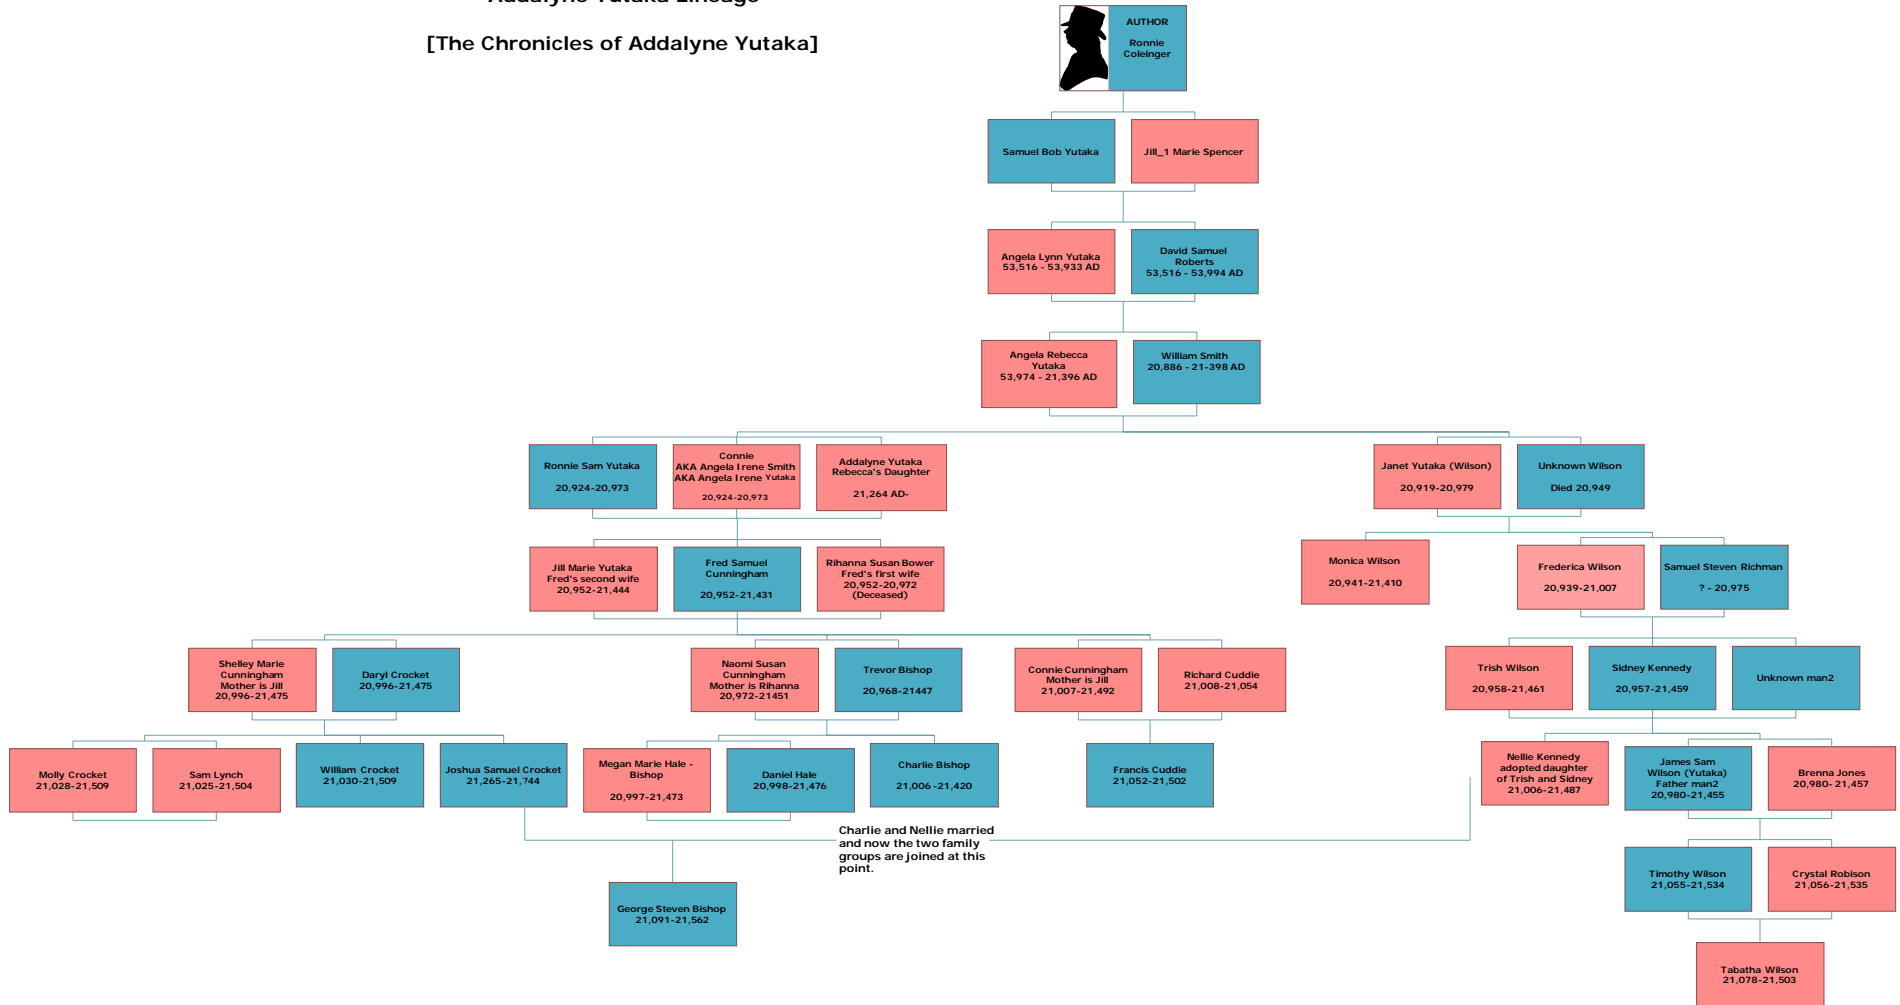 Addalyne Yutaka Lineage
[The Chronicles of Addalyne Yutaka]
AUTHOR
Ronnie
Coleinger
Samuel Bob Yutaka
Jill_1 Marie Spencer
Angela Lynn Yutaka
53,516 - 53,933 AD
David Samuel
Roberts
53,516 - 53,994 AD
Angela Rebecca
Yutaka
53,974 - 21,396 AD
William Smith
20,886 - 21-398 AD
Ronnie Sam Yutaka
20,924-20,973
Connie
AKA Angela Irene Smith
AKA Angela Irene Yutaka
20,924-20,973
Addalyne Yutaka
Rebecca's Daughter
21,264 AD-
Janet Yutaka (Wilson)
20,919-20,979
Unknown Wilson
Died 20,949
Jill Marie Yutaka
Fred's second wife
20,952-21,444
Fred Samuel
Cunningham
20,952-21,431
Rihanna Susan Bower
Fred's first wife
20,952-20,972
(Deceased)
Monica Wilson
20,941-21,410
Frederica Wilson
20,939-21,007
Samuel Steven Richman
? - 20,975
Shelley Marie
Cunningham
Mother is Jill
20,996-21,475
Daryl Crocket
20,996-21,475
Naomi Susan
Cunningham
Mother is Rihanna
20,972-21451
Trevor Bishop
20,968-21447
Connie Cunningham
Mother is Jill
21,007-21,492
Richard Cuddie
21,008-21,054
Trish Wilson
20,958-21,461
Sidney Kennedy
20,957-21,459
Unknown man2
Molly Crocket
21,028-21,509
Sam Lynch
21,025-21,504
William Crocket
21,030-21,509
Joshua Samuel Crocket
21,265-21,744
Megan Marie Hale -
Bishop
20,997-21,473
Daniel Hale
20,998-21,476
Charlie Bishop
21,006 -21,420
Francis Cuddie
21,052-21,502
Nellie Kennedy
adopted daughter
of Trish and Sidney
21,006-21,487
James Sam
Wilson (Yutaka)
Father man2
20,980-21,455
Brenna Jones
20,980- 21,457
Charlie and Nellie married
and now the two family
groups are joined at this
point.
Timothy Wilson
21,055-21,534
Crystal Robison
21,056-21,535
George Steven Bishop
21,091-21,562
Tabatha Wilson
21,078-21,503